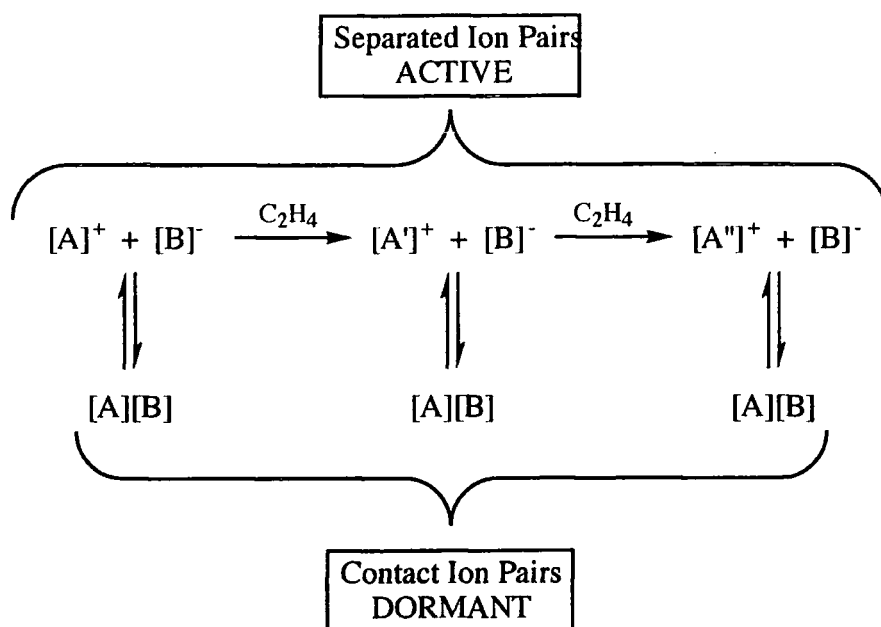 Separated Ion Pairs
ACTIVE
[A]⁺ + [B]⁻ C₂H₄ [A']⁺ + [B]⁻ C₂H₄ [A"]⁺ + [B]⁻
[A][B] [A][B] [A][B]
Contact Ion Pairs
DORMANT